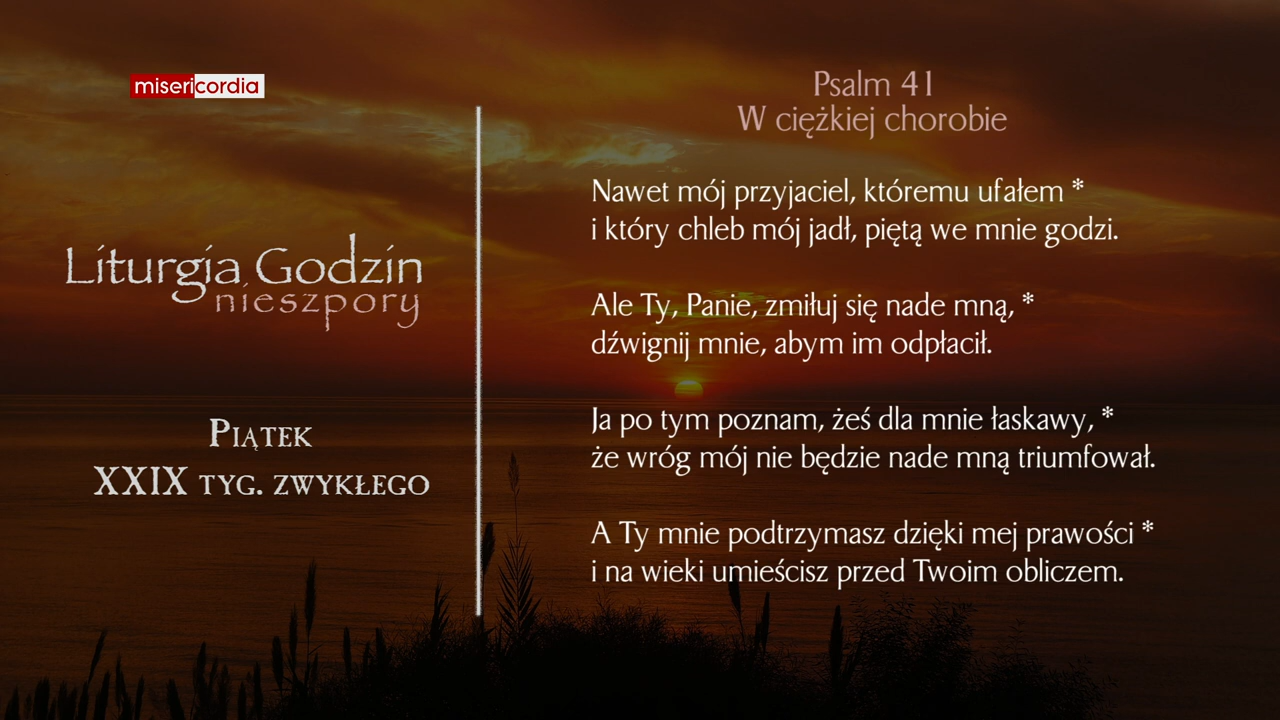 misericordia
Liturgia Godzin
nieszpory
Piątek
XXIX tyg. zwykłego
Psalm 41
W ciężkiej chorobie
Nawet mój przyjaciel, któremu ufałem *
i który chleb mój jadł, piętą we mnie godzi.
Ale Ty, Panie, zmiłuj się nade mną, *
dźwignij mnie, abym im odpłacił.
Ja po tym poznam, żeś dla mnie łaskawy, *
że wróg mój nie będzie nade mną triumfował.
A Ty mnie podtrzymasz dzięki mej prawości *
i na wieki umieścisz przed Twoim obliczem.